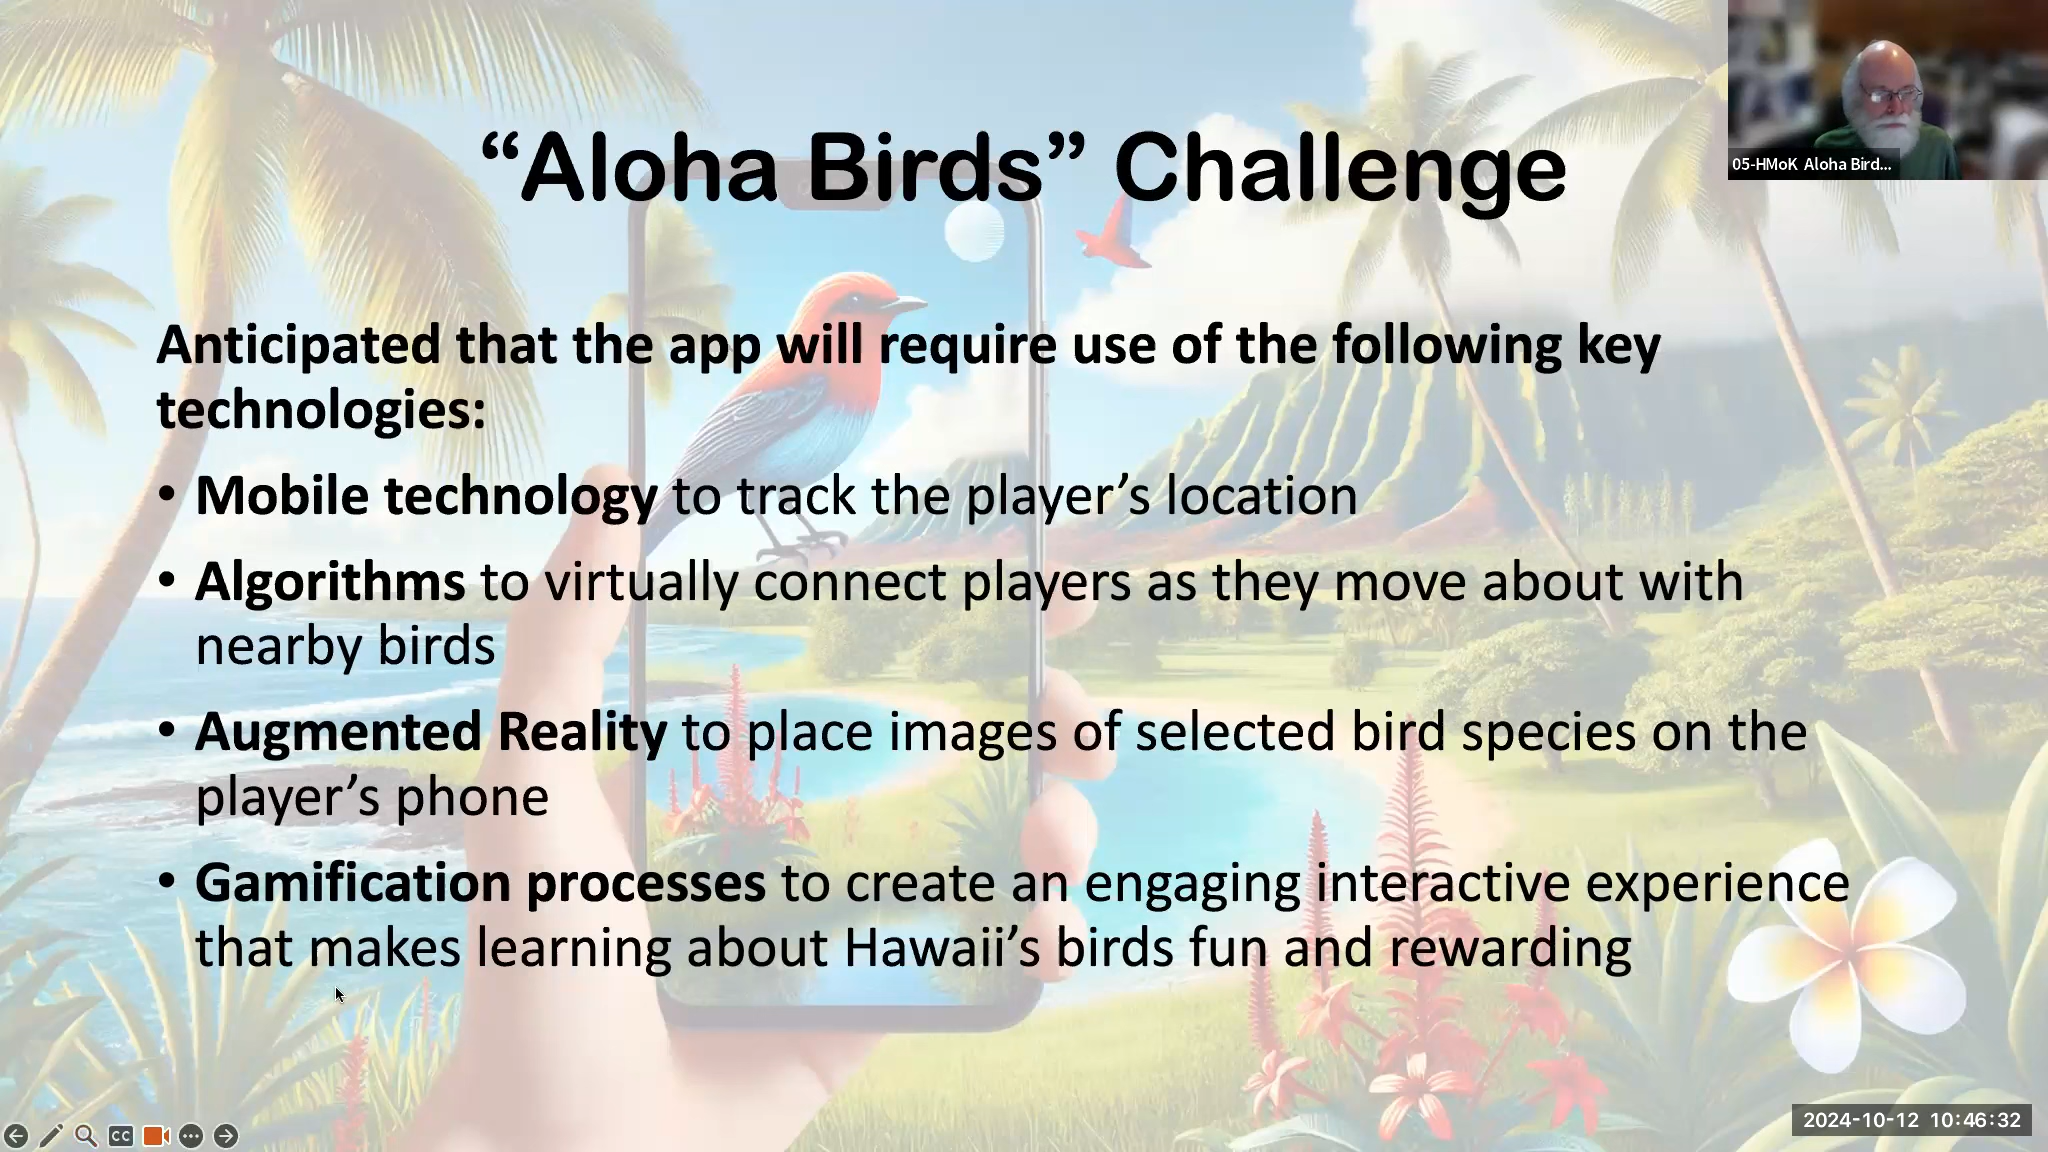 “Aloha Birds” Challenge
05-HMoK Aloha Bird...
Anticipated that the app will require use of the following key
technologies:
• Mobile technology to track the player’s location
• Algorithms to virtually connect players as they move about with
nearby birds
• Augmented Reality to place images of selected bird species on the
player’s phone
• Gamification processes to create an engaging interactive experience
that makes learning about Hawaii’s birds fun and rewarding
CC
2024-10-12 10:46:32